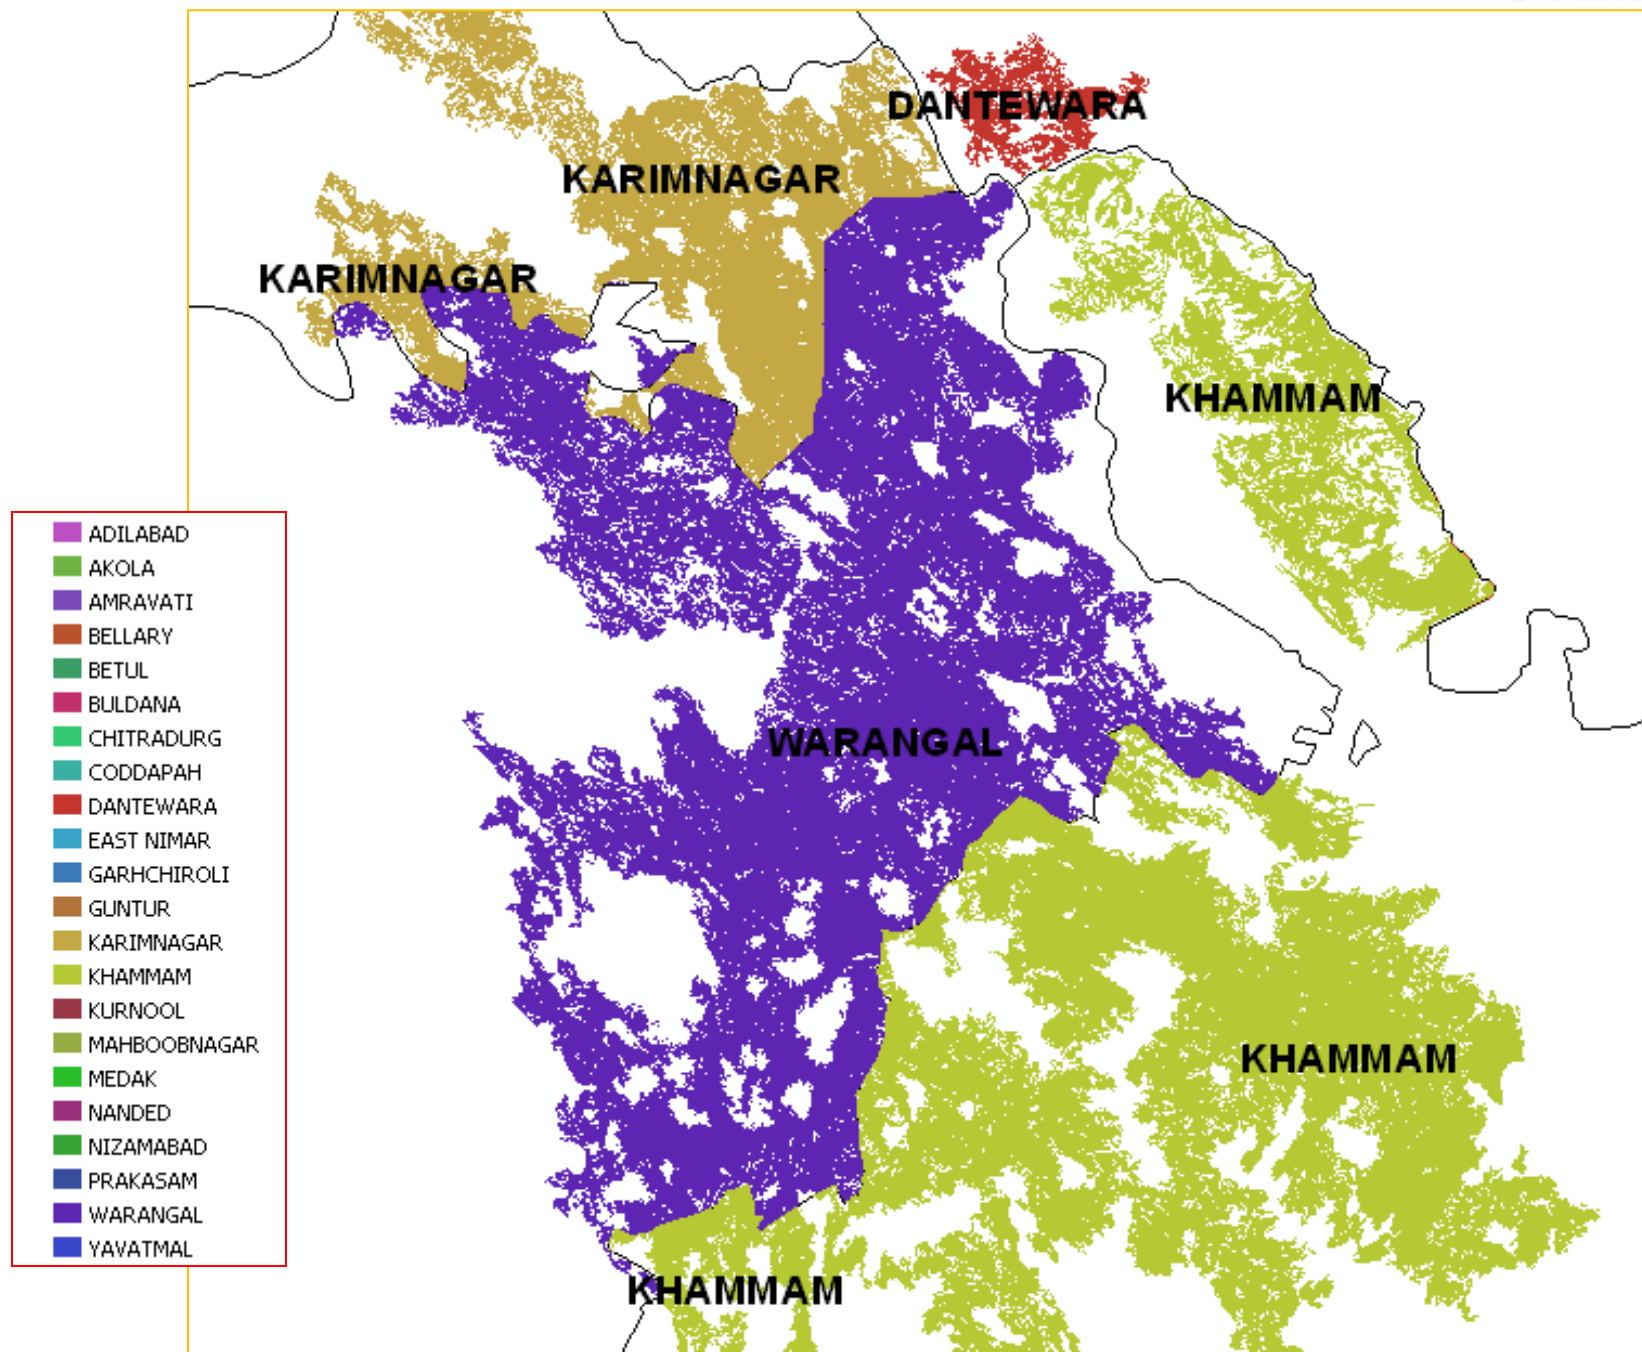 DANTEWARA
KARIMNAGAR
KARIMNAGAR
KHAMMAM
WARANGAL
KHAMMAM
KHAMMAM
ADILABAD
AKOLA
AMRAVATI
BELLARY
BETUL
BULDANA
CHITRADURG
CODDAPAH
DANTEWARA
EAST NIMAR
GARHCHIROLI
GUNTUR
KARIMNAGAR
KHAMMAM
KURNOOL
MAHBOOBNAGAR
MEDAK
NANDED
NIZAMABAD
PRAKASAM
WARANGAL
YAVATMAL